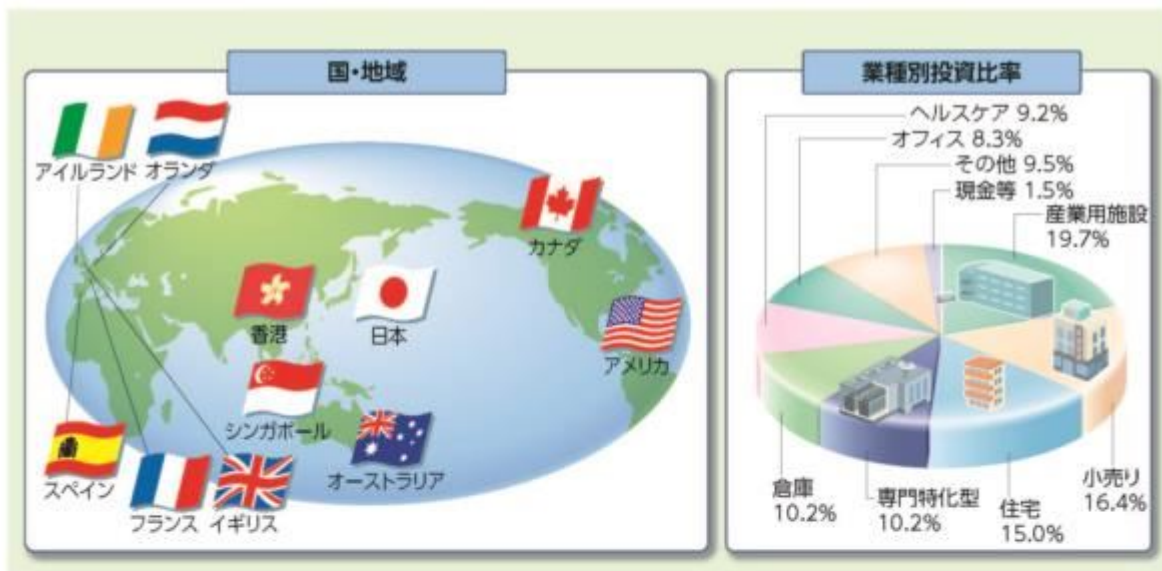 国・地域
アイルランド オランダ
カナダ
香港 日本
アメリカ
シンガポール
オーストラリア
スペイン
フランス イギリス
業種別投資比率
ヘルスケア 9.2%
オフィス 8.3%
その他 9.5%
現金等 1.5%
産業用施設
19.7%
小売り
16.4%
住宅
15.0%
専門特化型
10.2%
倉庫
10.2%